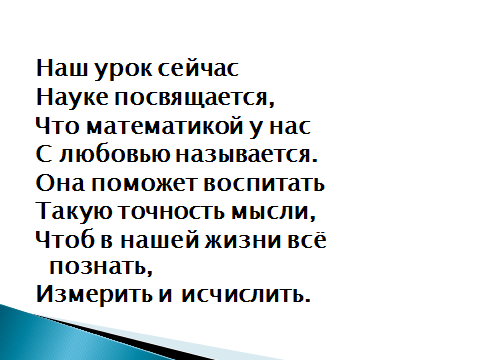 Наш урок сейчас
Науке посвящается,
Что математикой у нас
С любовью называется.
Она поможет воспитать
Такую точность мысли,
Чтоб в нашей жизни всё
познать,
Измерить и исчислить.